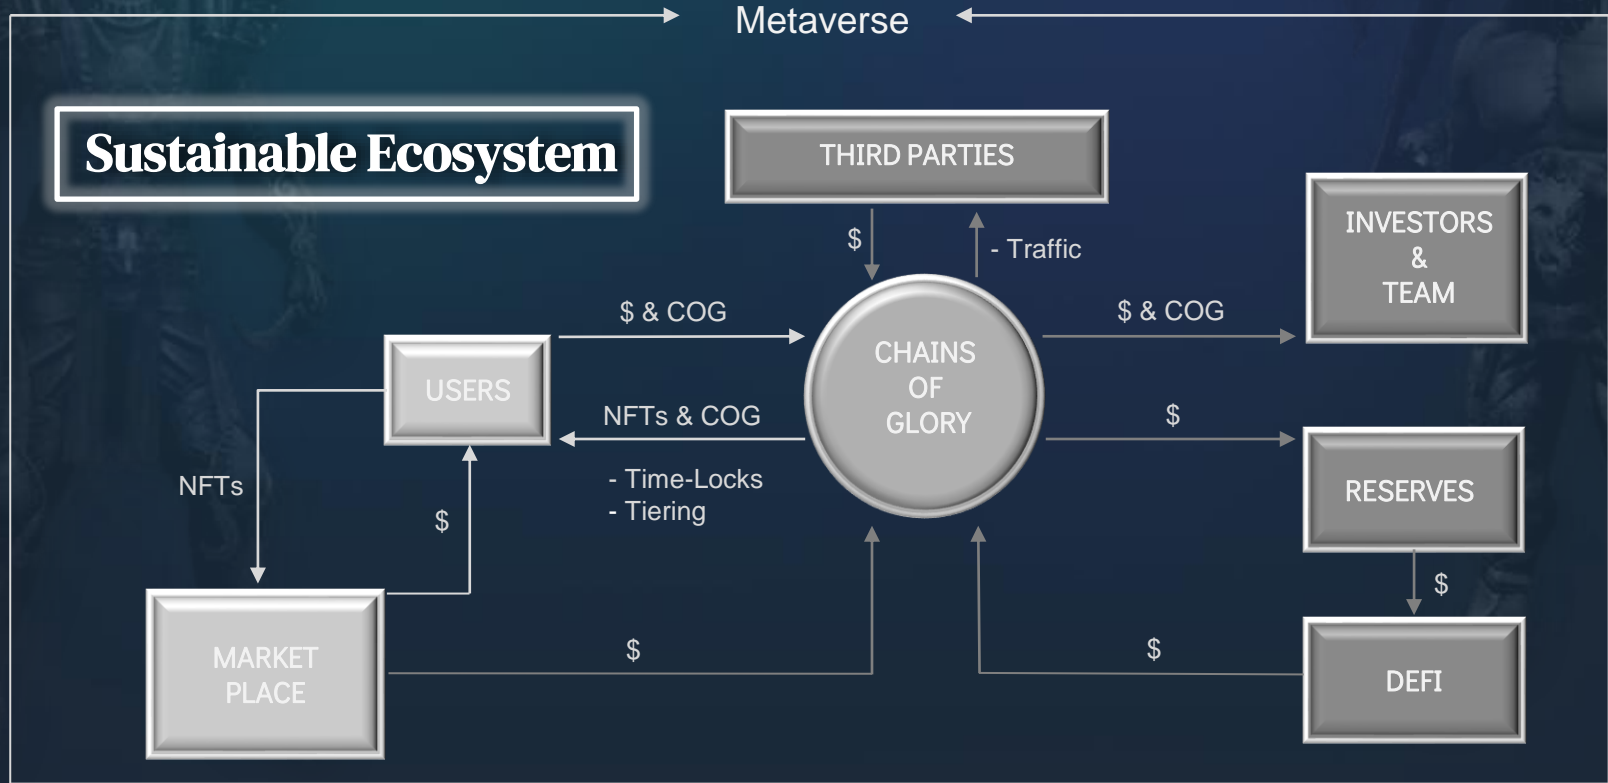 Metaverse
Sustainable Ecosystem
THIRD PARTIES
$
- Traffic
INVESTORS
&
TEAM
$ & COG
$ & COG
CHAINS
OF
GLORY
USERS
NFTs & COG
$
- Time-Locks
- Tiering
NFTs
$
RESERVES
$
MARKET
PLACE
$
$
DEFI